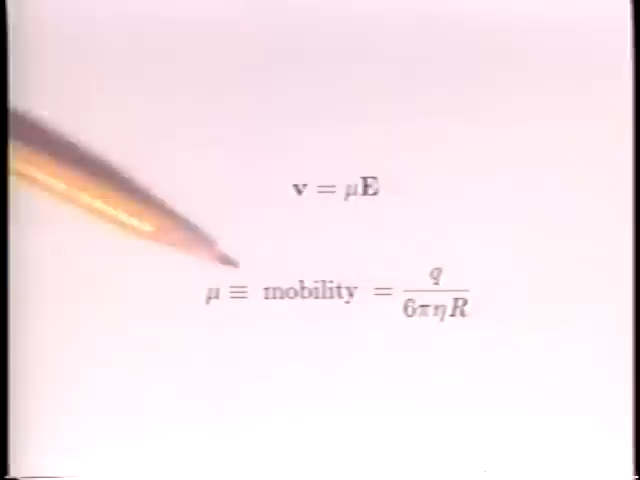 v = μE
μ ≡ mobility = q / 6πηR